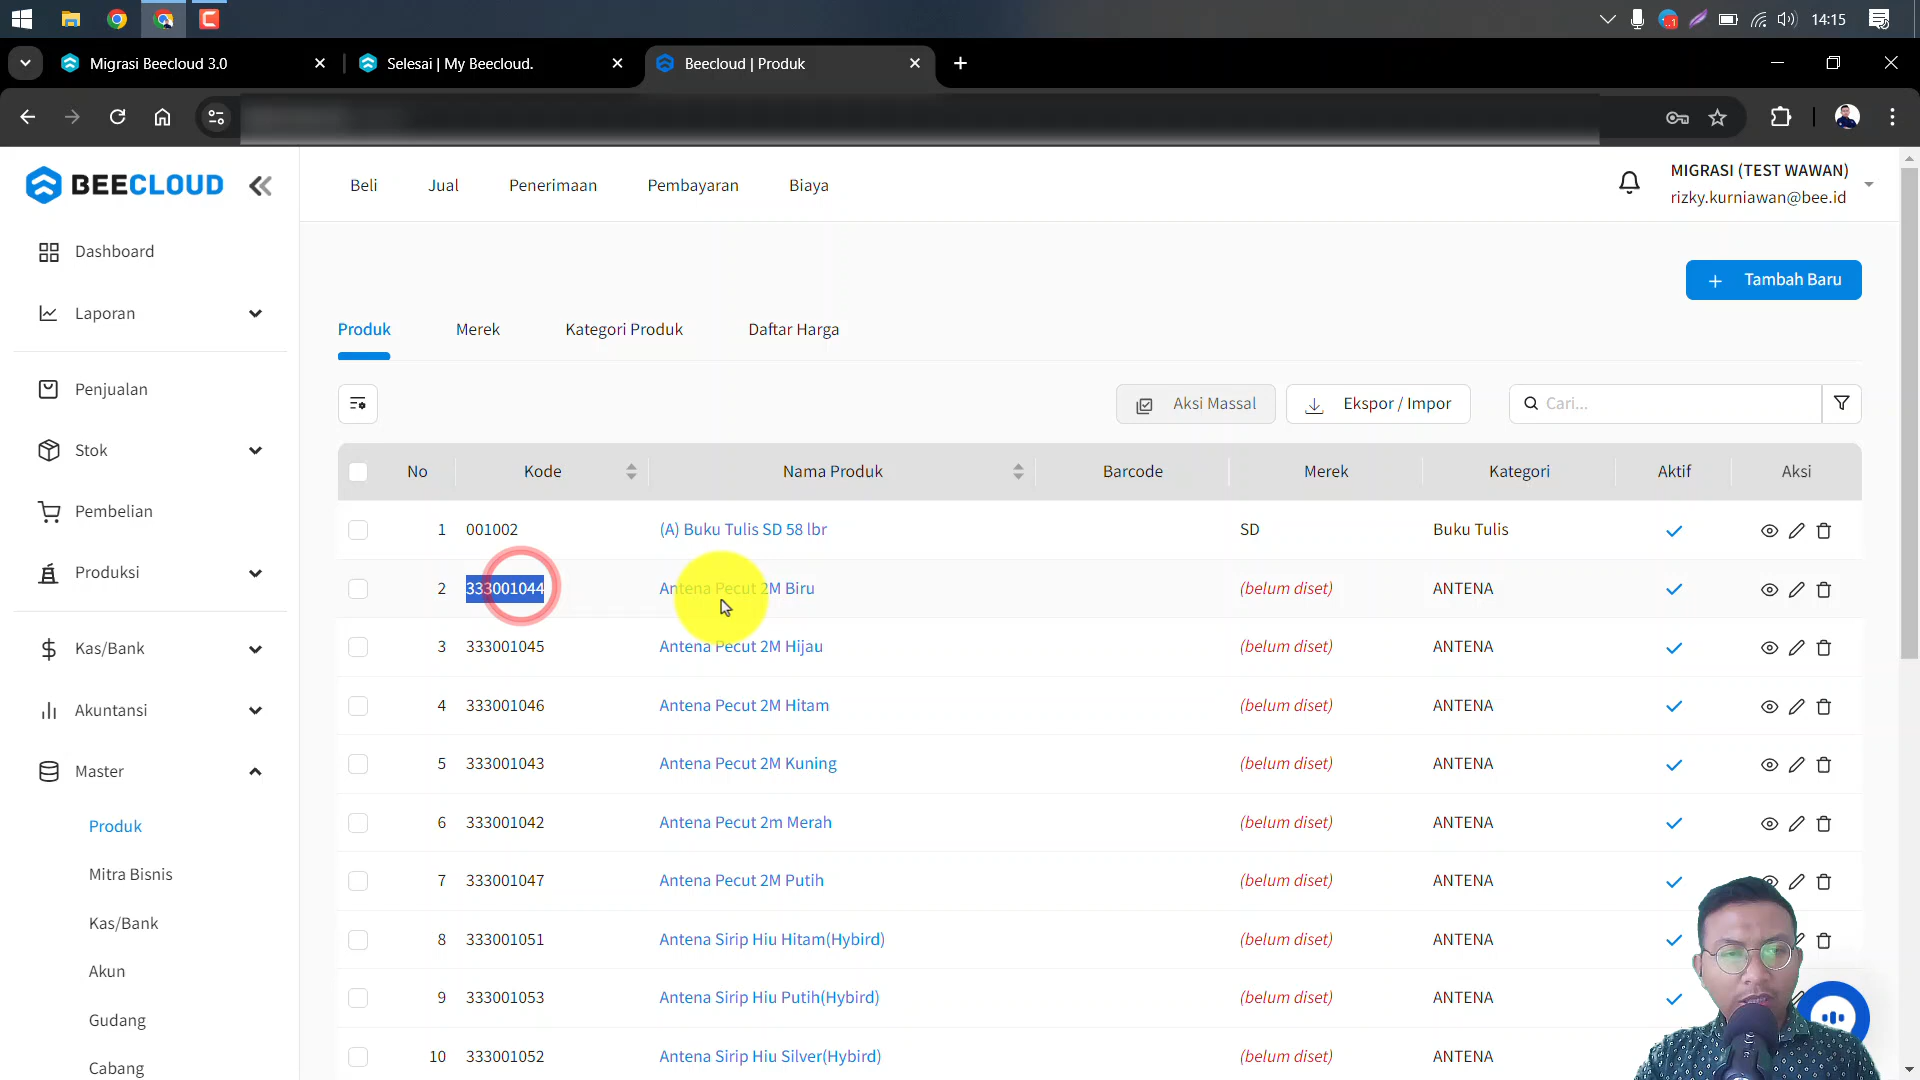 14:15
Migrasi Beecloud 3.0
Selesai | My Beecloud.
Beecloud | Produk
BEECLOUD
Beli
Jual
Penerimaan
Pembayaran
Biaya
MIGRASI (TEST WAWAN)
rizky.kurniawan@bee.id
Dashboard
Laporan
Penjualan
Stok
Pembelian
Produksi
Kas/Bank
Akuntansi
Master
Produk
Mitra Bisnis
Kas/Bank
Akun
Gudang
Cabang
+ Tambah Baru
Produk
Merek
Kategori Produk
Daftar Harga
Aksi Massal
Ekspor / Impor
Cari...
No Kode Nama Produk Barcode Merek Kategori Aktif Aksi
1 001002 (A) Buku Tulis SD 58 lbr SD Buku Tulis
2 333001044 Antena Pecut 2M Biru (belum diset) ANTENA
3 333001045 Antena Pecut 2M Hijau (belum diset) ANTENA
4 333001046 Antena Pecut 2M Hitam (belum diset) ANTENA
5 333001043 Antena Pecut 2M Kuning (belum diset) ANTENA
6 333001042 Antena Pecut 2m Merah (belum diset) ANTENA
7 333001047 Antena Pecut 2M Putih (belum diset) ANTENA
8 333001051 Antena Sirip Hiu Hitam(Hybird) (belum diset) ANTENA
9 333001053 Antena Sirip Hiu Putih(Hybird) (belum diset) ANTENA
10 333001052 Antena Sirip Hiu Silver(Hybird) (belum diset) ANTENA